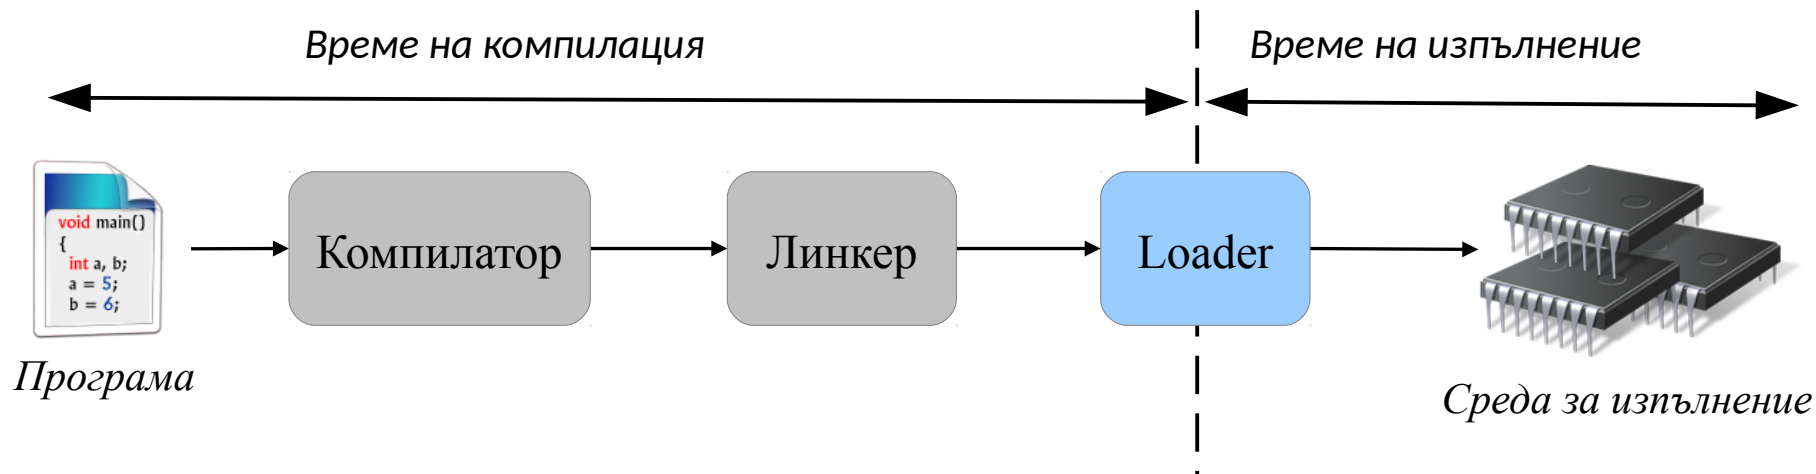 Време на компилация
Време на изпълнение
void main()
{
int a, b;
a = 5;
b = 6;
Компилатор
Линкер
Loader
Програма
Среда за изпълнение